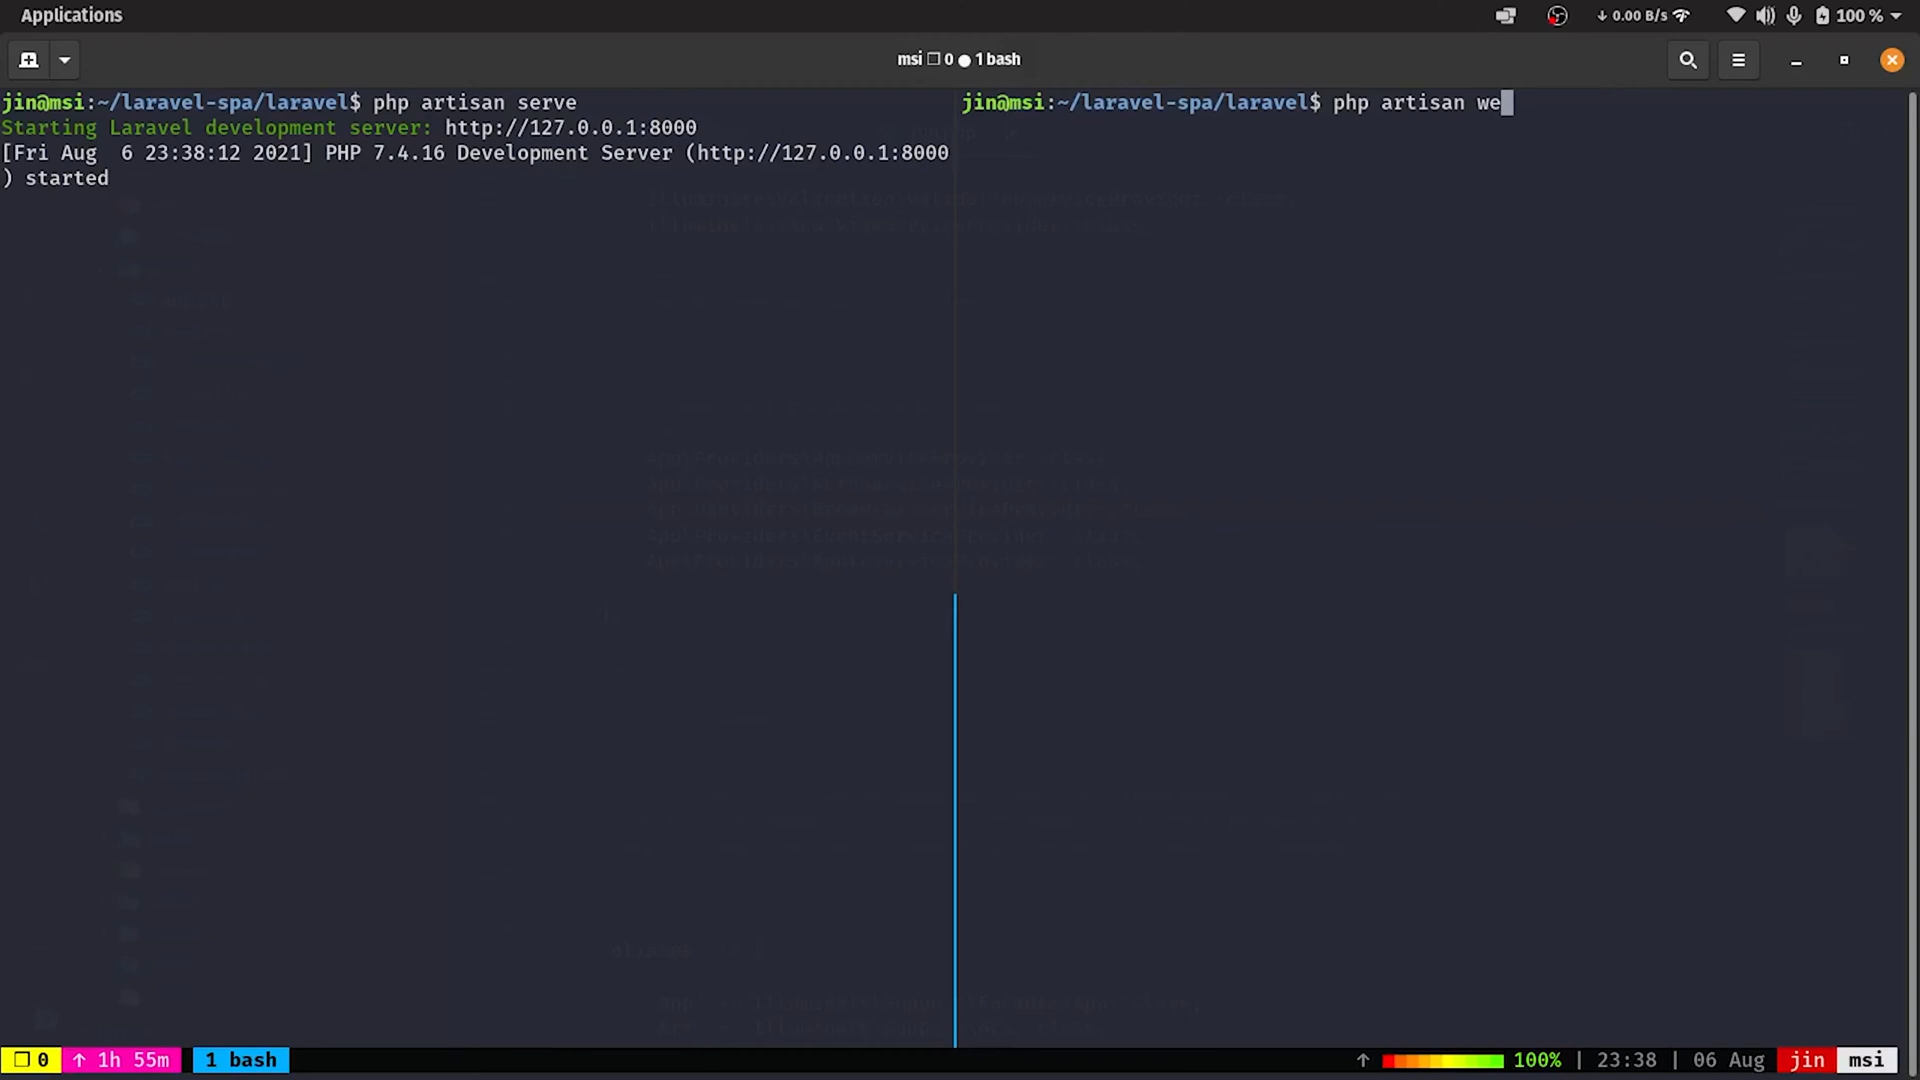 Applications
↓ 0.00 B/s
100 %
msi ❐ 0 ● 1 bash
jin@msi:~/laravel-spa/laravel$ php artisan serve
Starting Laravel development server: http://127.0.0.1:8000
[Fri Aug  6 23:38:12 2021] PHP 7.4.16 Development Server (http://127.0.0.1:8000
) started
jin@msi:~/laravel-spa/laravel$ php artisan we
❐ 0 ↑ 1h 55m 1 bash
↑ 100% | 23:38 | 06 Aug jin msi